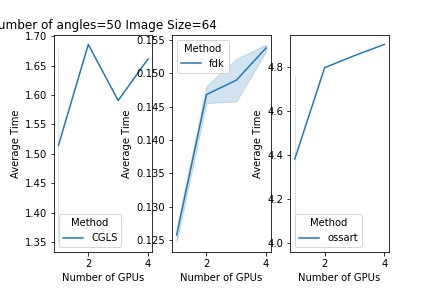 umber of angles=50 Image Size=64
1.70
1.65
1.60
1.55
1.50
1.45
1.40
1.35
Average Time
Method
CGLS
2
4
Number of GPUs
0.155
0.150
0.145
0.140
0.135
0.130
0.125
Average Time
Method
fdk
2
4
Number of GPUs
4.8
4.6
4.4
4.2
4.0
Average Time
Method
ossart
2
4
Number of GPUs